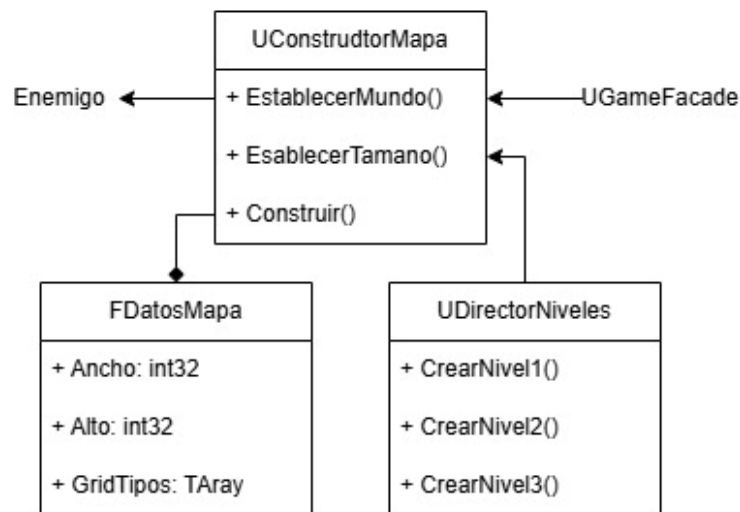 UConstrudtorMapa
Enemigo
+ EstablecerMundo()
UGameFacade
+ EsablecerTamano()
+ Construir()
FDatosMapa
+ Ancho: int32
+ Alto: int32
+ GridTipos: TAray
UDirectorNiveles
+ CrearNivel1()
+ CrearNivel2()
+ CrearNivel3()